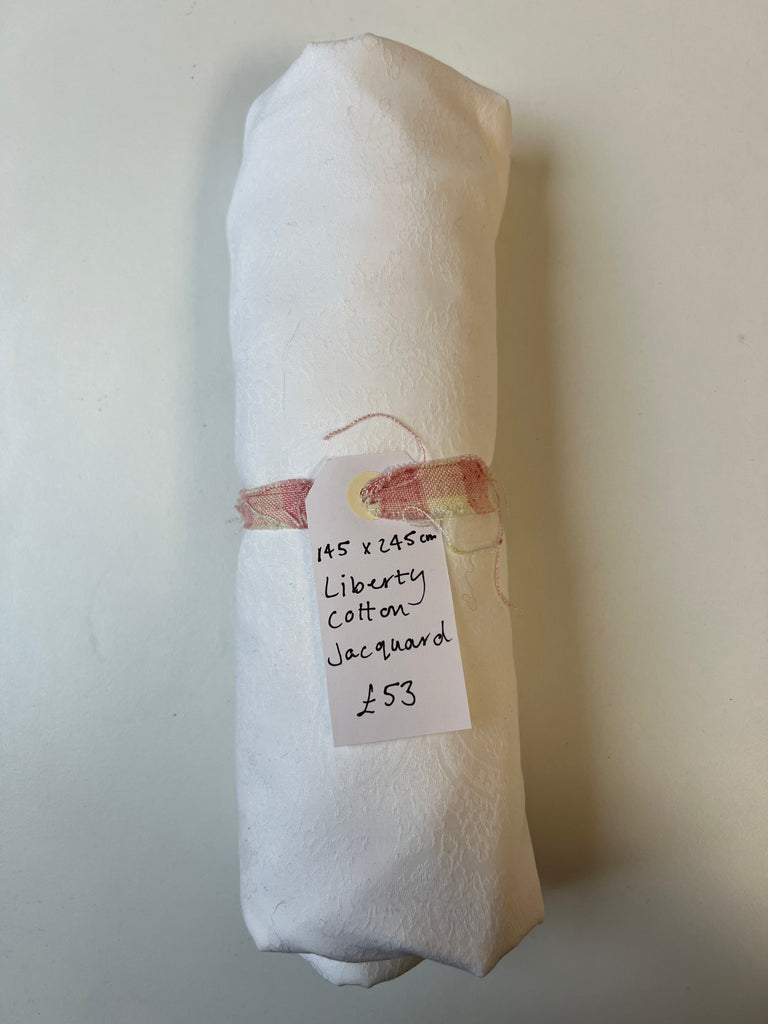 145 x 245cm
Liberty
cotton
Jacquard
£53